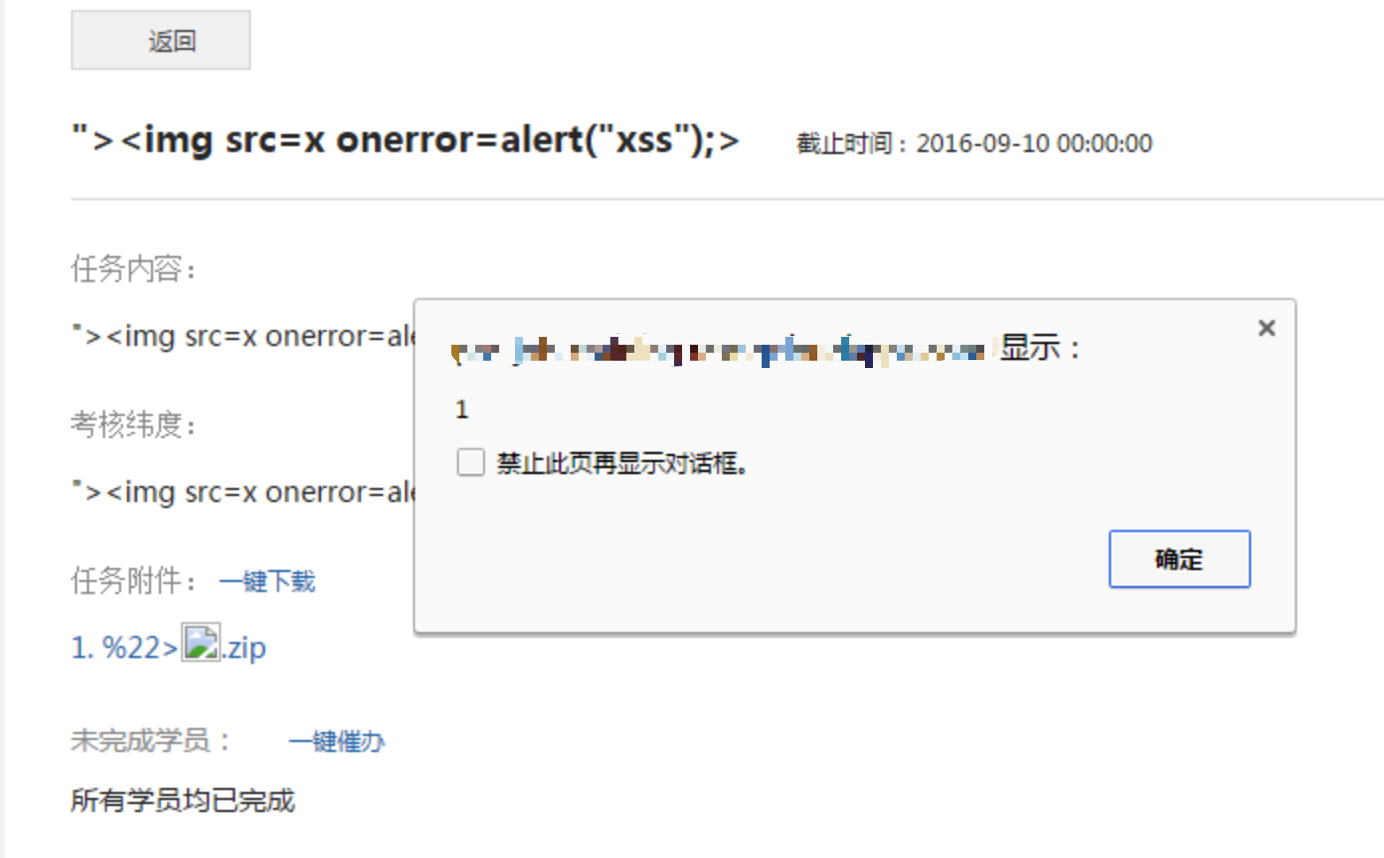 返回
"><img src=x onerror=alert("xss");> 截止时间：2016-09-10 00:00:00
任务内容：
"><img src=x onerror=ale
显示：
1
禁止此页再显示对话框。
考核纬度：
"><img src=x onerror=ale
确定
任务附件： 一键下载
1. %22>.zip
未完成学员： 一键催办
所有学员均已完成